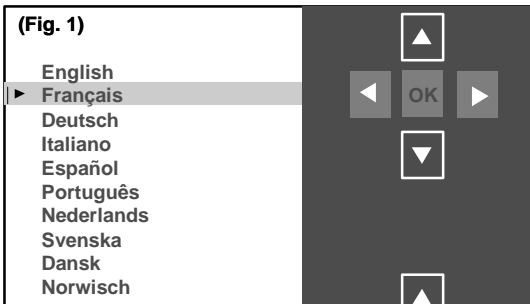 (Fig. 1)
English
Français
OK
Deutsch
Italiano
Español
Português
Nederlands
Svenska
Dansk
Norwisch